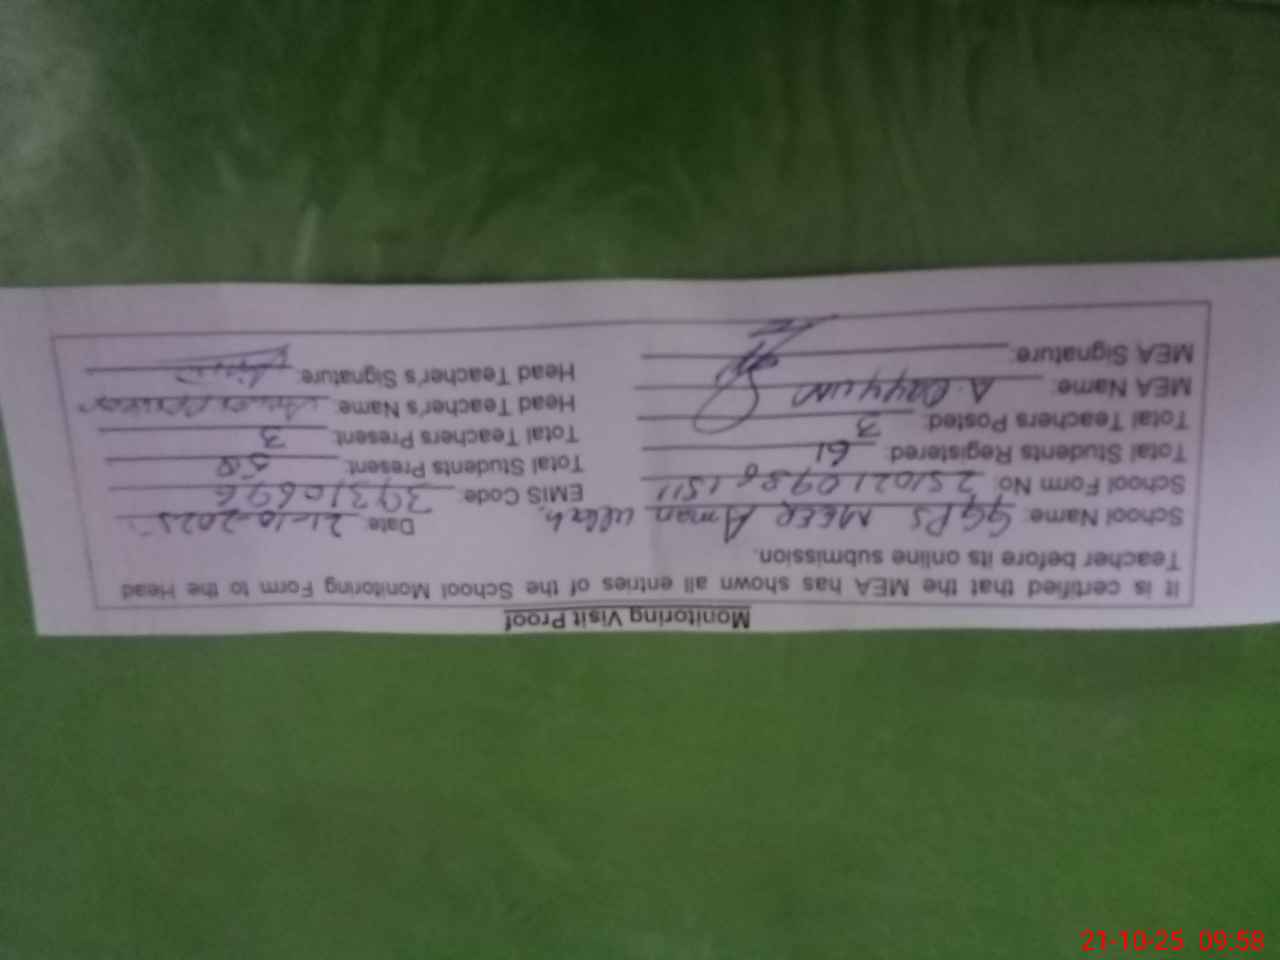 Monitoring Visit Proof
It is certified that the MEA has shown all entries of the School Monitoring Form to the Head
Teacher before its online submission.
School Name: GGPS MEER Aman Ullah. Date: 21-10-2025
School Form No: EMIS Code: 39310696
Total Students Registered: 61 Total Students Present:
Total Teachers Posted: 3 Total Teachers Present: 3
MEA Name: A. Qayyum Head Teacher's Name:
MEA Signature: Head Teacher's Signature:
21-10-25 09:58